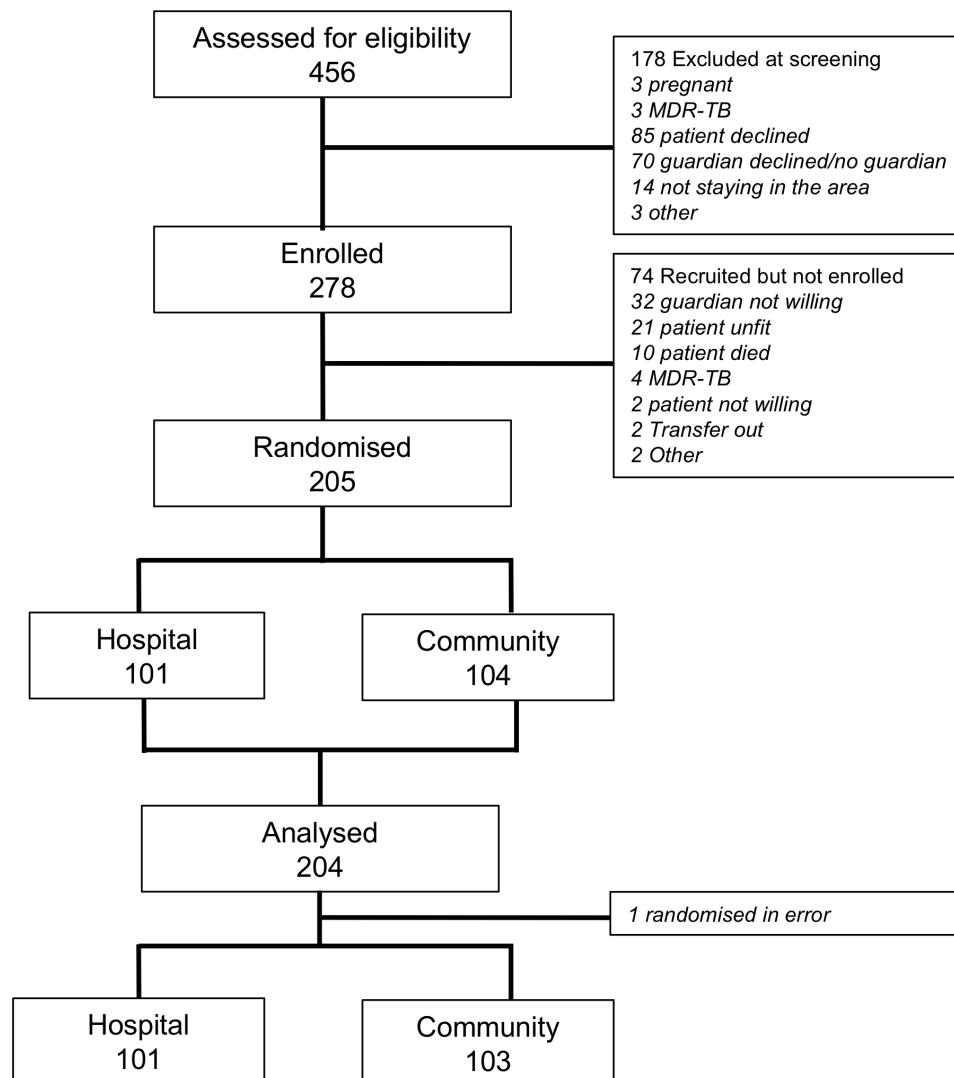 Assessed for eligibility
456
178 Excluded at screening
3 pregnant
3 MDR-TB
85 patient declined
70 guardian declined/no guardian
14 not staying in the area
3 other
Enrolled
278
74 Recruited but not enrolled
32 guardian not willing
21 patient unfit
10 patient died
4 MDR-TB
2 patient not willing
2 Transfer out
2 Other
Randomised
205
Hospital
101
Community
104
Analysed
204
1 randomised in error
Hospital
101
Community
103